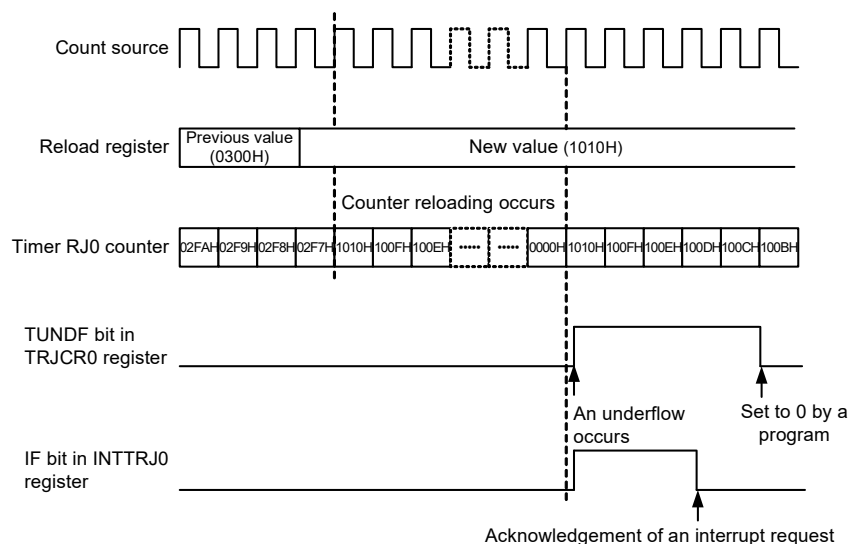 Count source
Reload register
Previous value
(0300H)
New value (1010H)
Counter reloading occurs
Timer RJ0 counter
02FAH 02F9H 02F8H 02F7H 1010H 100FH 100EH ····· ····· 0000H 1010H 100FH 100EH 100DH 100CH 100BH
TUNDF bit in
TRJCR0 register
An underflow
occurs
Set to 0 by a
program
IF bit in INTTRJ0
register
Acknowledgement of an interrupt request